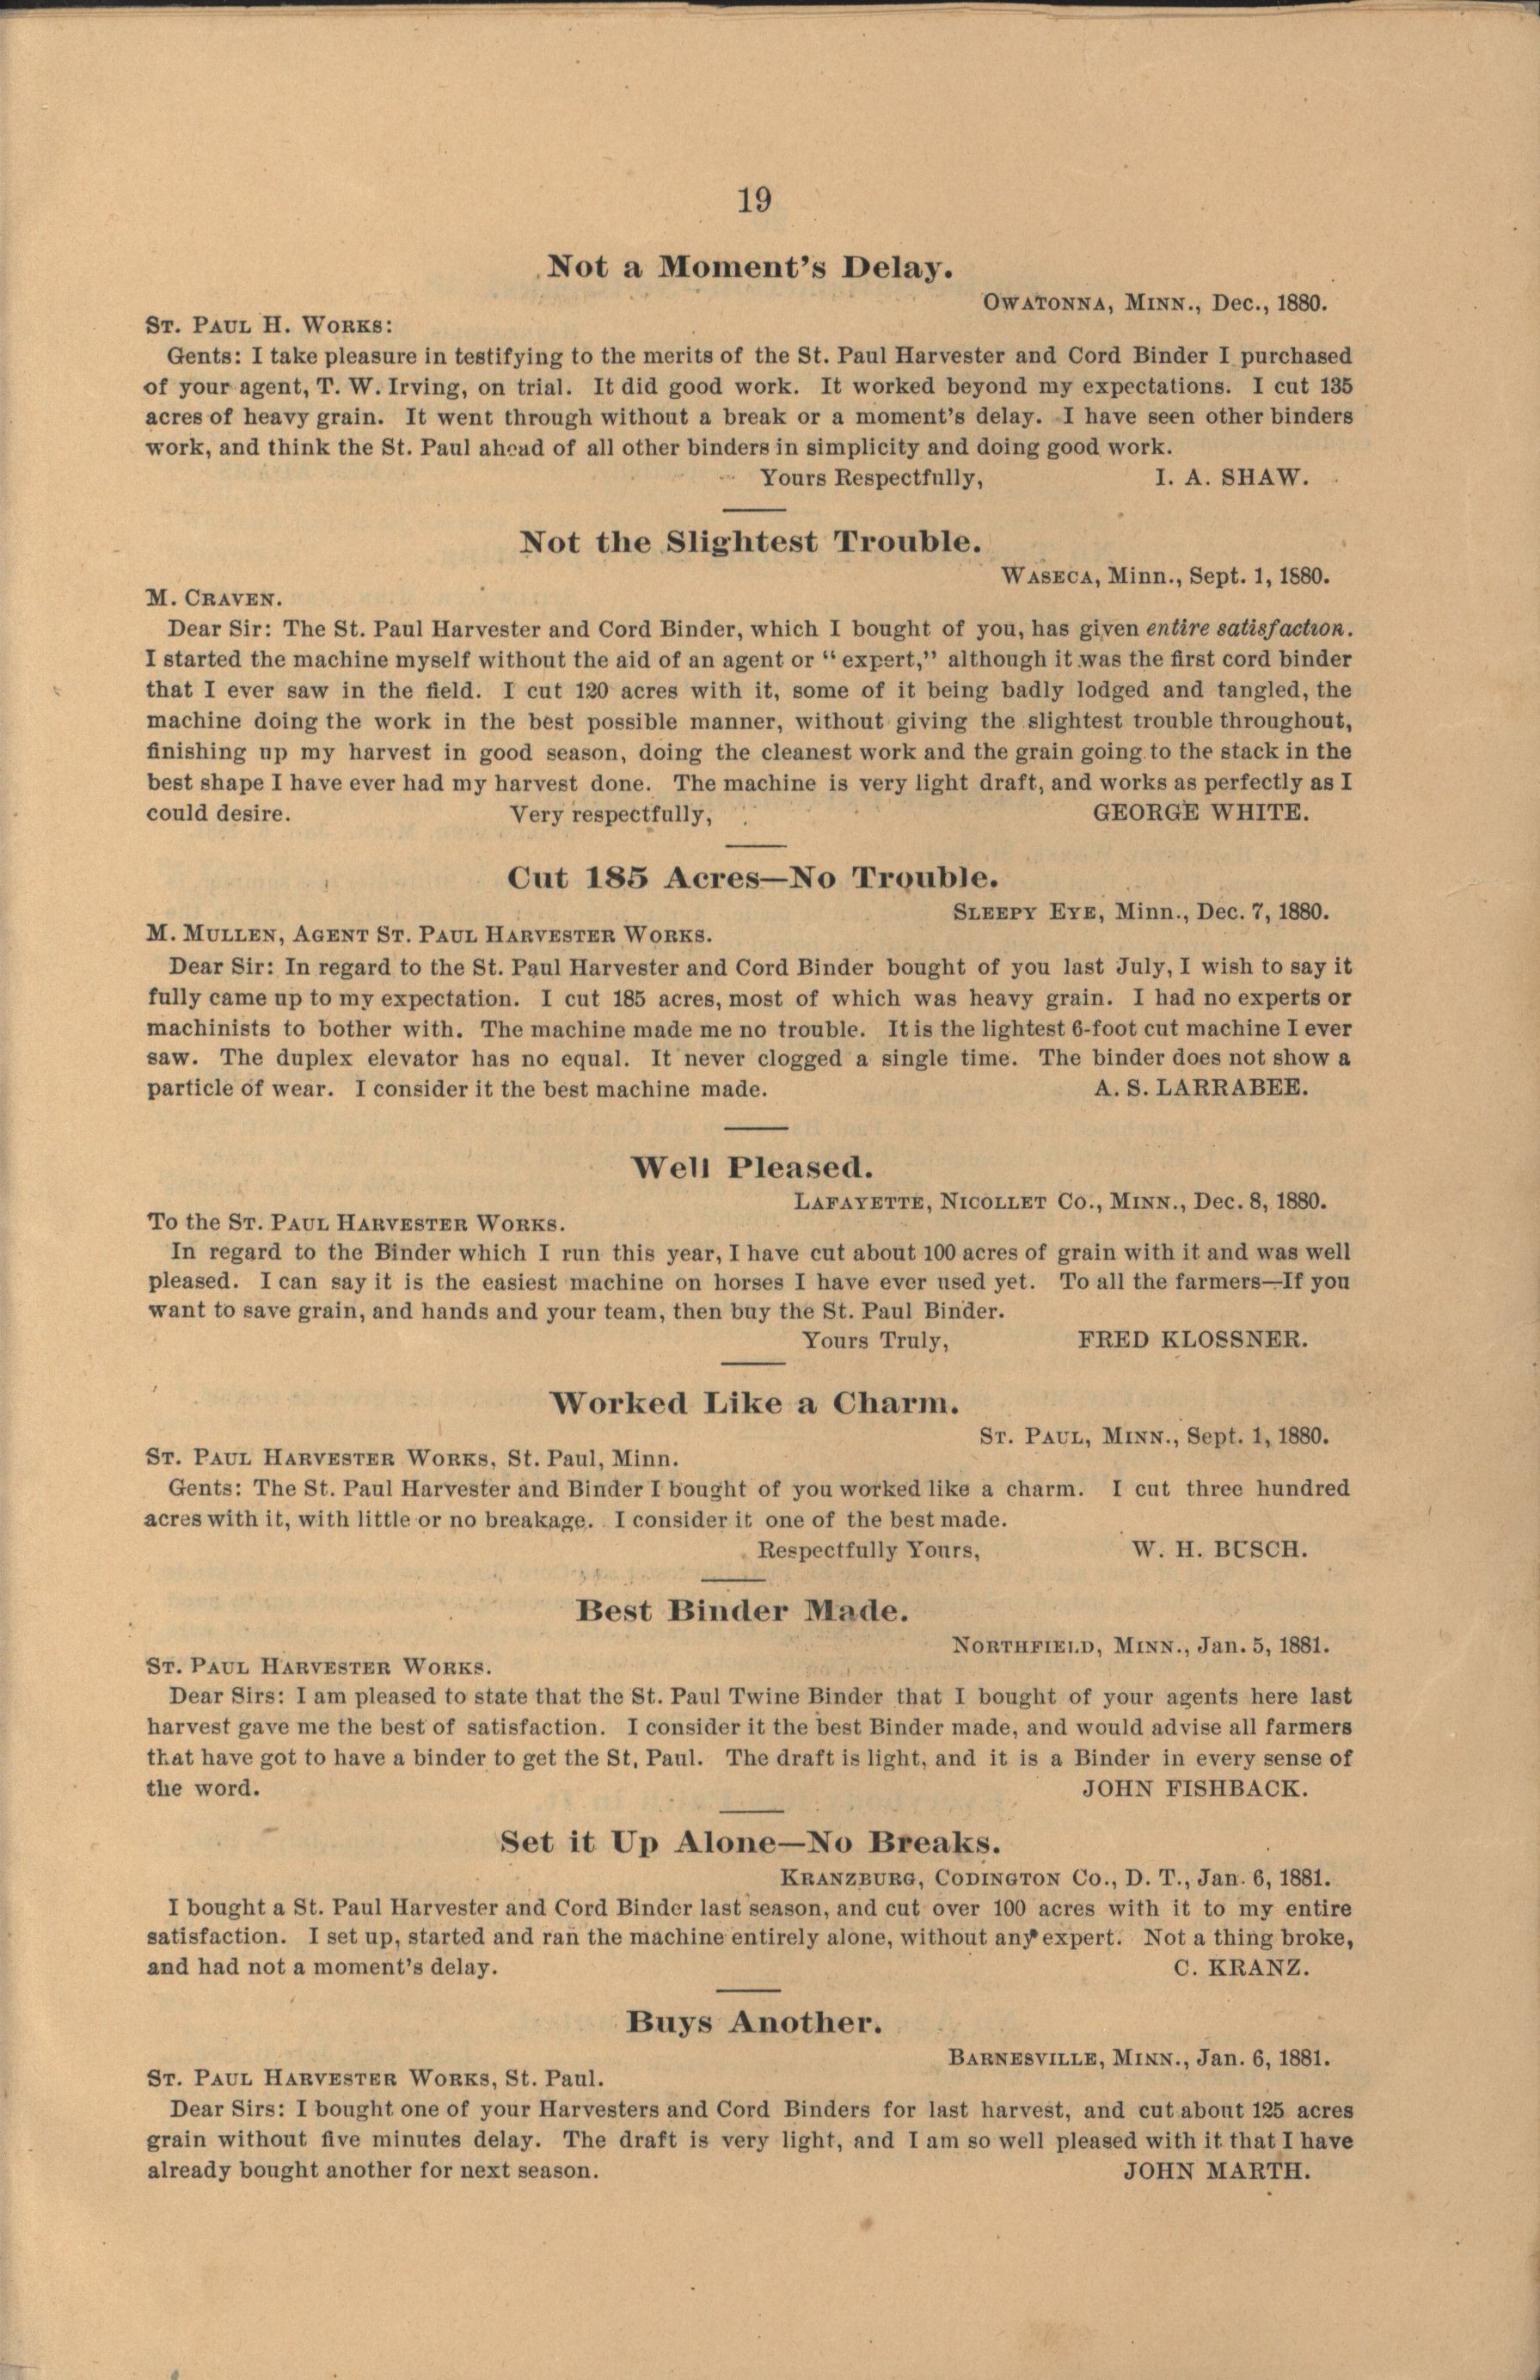 19
Not a Moment's Delay.
OWATONNA, MINN., Dec., 1880.
ST. PAUL H. WORKS:
Gents: I take pleasure in testifying to the merits of the St. Paul Harvester and Cord Binder I purchased
of your agent, T. W. Irving, on trial. It did good work. It worked beyond my expectations. I cut 135
acres of heavy grain. It went through without a break or a moment's delay. I have seen other binders
work, and think the St. Paul ahead of all other binders in simplicity and doing good work.
Yours Respectfully, I. A. SHAW.
Not the Slightest Trouble.
WASECA, Minn., Sept. 1, 1880.
M. CRAVEN.
Dear Sir: The St. Paul Harvester and Cord Binder, which I bought of you, has given entire satisfaction.
I started the machine myself without the aid of an agent or "expert," although it was the first cord binder
that I ever saw in the field. I cut 120 acres with it, some of it being badly lodged and tangled, the
machine doing the work in the best possible manner, without giving the slightest trouble throughout,
finishing up my harvest in good season, doing the cleanest work and the grain going to the stack in the
best shape I have ever had my harvest done. The machine is very light draft, and works as perfectly as I
could desire. Very respectfully, GEORGE WHITE.
Cut 185 Acres—No Trouble.
SLEEPY EYE, Minn., Dec. 7, 1880.
M. MULLEN, AGENT ST. PAUL HARVESTER WORKS.
Dear Sir: In regard to the St. Paul Harvester and Cord Binder bought of you last July, I wish to say it
fully came up to my expectation. I cut 185 acres, most of which was heavy grain. I had no experts or
machinists to bother with. The machine made me no trouble. It is the lightest 6-foot cut machine I ever
saw. The duplex elevator has no equal. It never clogged a single time. The binder does not show a
particle of wear. I consider it the best machine made. A. S. LARRABEE.
Well Pleased.
LAFAYETTE, NICOLLET CO., MINN., Dec. 8, 1880.
To the ST. PAUL HARVESTER WORKS.
In regard to the Binder which I run this year, I have cut about 100 acres of grain with it and was well
pleased. I can say it is the easiest machine on horses I have ever used yet. To all the farmers—If you
want to save grain, and hands and your team, then buy the St. Paul Binder.
Yours Truly, FRED KLOSSNER.
Worked Like a Charm.
ST. PAUL, MINN., Sept. 1, 1880.
ST. PAUL HARVESTER WORKS, St. Paul, Minn.
Gents: The St. Paul Harvester and Binder I bought of you worked like a charm. I cut three hundred
acres with it, with little or no breakage. I consider it one of the best made.
Respectfully Yours, W. H. BUSCH.
Best Binder Made.
NORTHFIELD, MINN., Jan. 5, 1881.
ST. PAUL HARVESTER WORKS.
Dear Sirs: I am pleased to state that the St. Paul Twine Binder that I bought of your agents here last
harvest gave me the best of satisfaction. I consider it the best Binder made, and would advise all farmers
that have got to have a binder to get the St, Paul. The draft is light, and it is a Binder in every sense of
the word. JOHN FISHBACK.
Set it Up Alone—No Breaks.
KRANZBURG, CODINGTON CO., D. T., Jan. 6, 1881.
I bought a St. Paul Harvester and Cord Binder last season, and cut over 100 acres with it to my entire
satisfaction. I set up, started and ran the machine entirely alone, without any expert. Not a thing broke,
and had not a moment's delay. C. KRANZ.
Buys Another.
BARNESVILLE, MINN., Jan. 6, 1881.
ST. PAUL HARVESTER WORKS, St. Paul.
Dear Sirs: I bought one of your Harvesters and Cord Binders for last harvest, and cut about 125 acres
grain without five minutes delay. The draft is very light, and I am so well pleased with it that I have
already bought another for next season. JOHN MARTH.